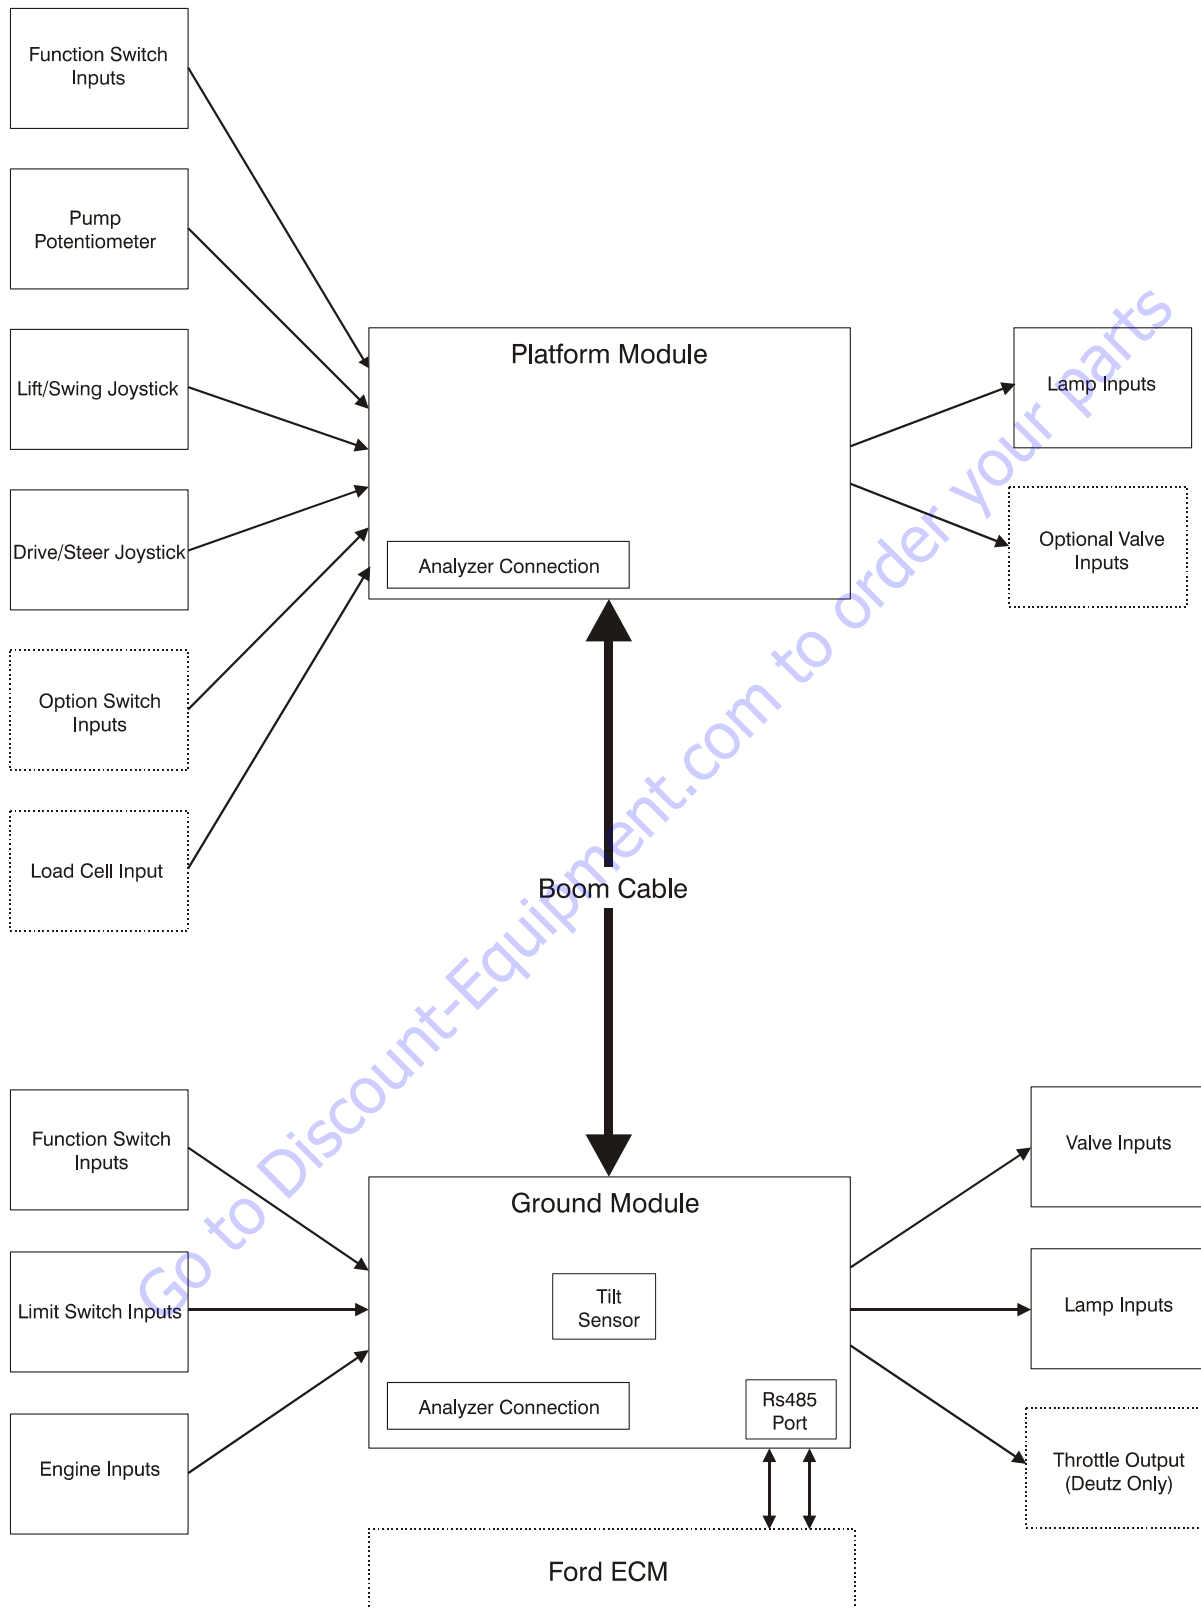 Function Switch
Inputs
Pump
Potentiometer
Lift/Swing Joystick
Drive/Steer Joystick
Option Switch
Inputs
Load Cell Input
Platform Module
Analyzer Connection
Lamp Inputs
Optional Valve
Inputs
Boom Cable
Function Switch
Inputs
Limit Switch Inputs
Engine Inputs
Ground Module
Tilt
Sensor
Analyzer Connection
Rs485
Port
Valve Inputs
Lamp Inputs
Throttle Output
(Deutz Only)
Ford ECM
Go to Discount-Equipment.com to order your parts